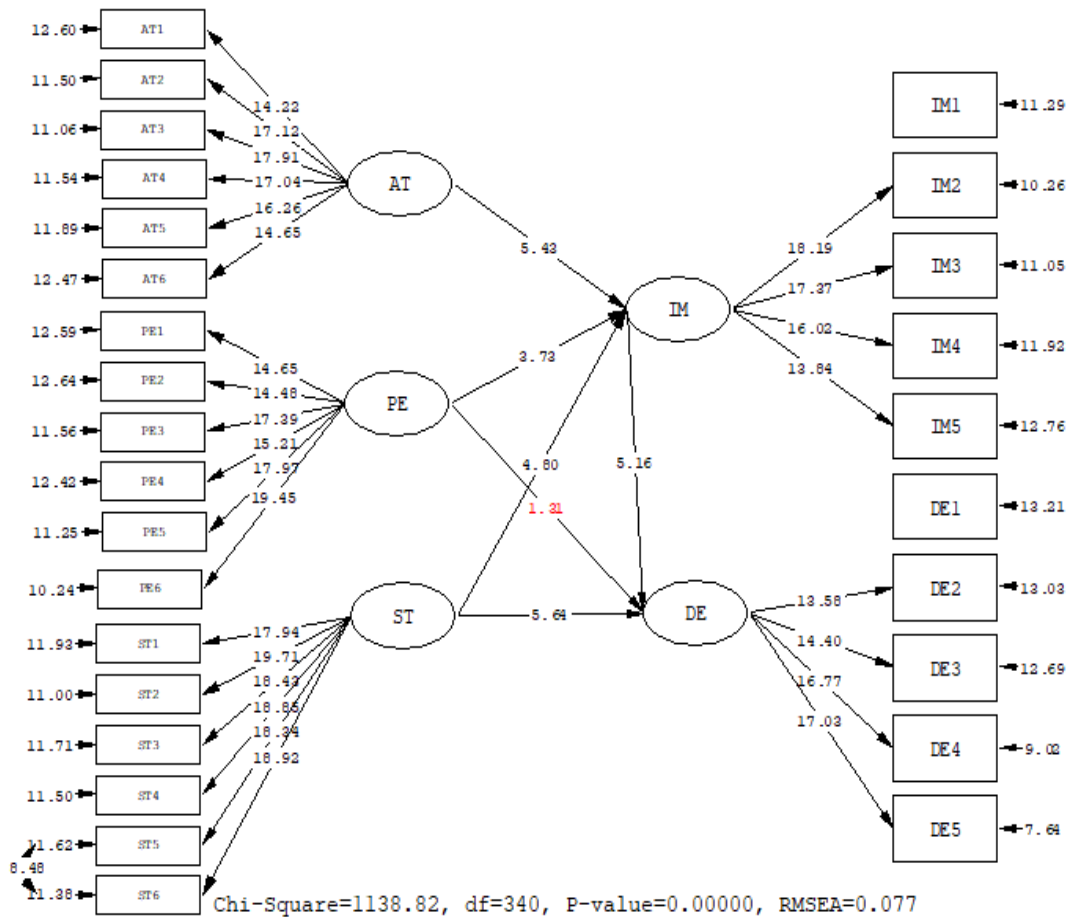 12.60 AT1
11.50 AT2
11.06 AT3
11.54 AT4
11.89 AT5
12.47 AT6
14.22
17.12
17.91
17.04
16.26
14.65
AT
12.59 PE1
12.64 PE2
11.56 PE3
12.42 PE4
11.25 PE5
10.24 PE6
14.65
14.48
17.39
15.21
17.97
19.45
PE
11.93 ST1
11.00 ST2
11.71 ST3
11.50 ST4
11.62 ST5
11.38 ST6
8.48
17.94
19.71
18.43
18.85
18.34
18.92
ST
5.43
3.73
4.80
1.31
5.16
5.64
IM
18.19
17.37
16.02
13.84
IM1 11.29
IM2 10.26
IM3 11.05
IM4 11.92
IM5 12.76
DE
13.58
14.40
16.77
17.03
DE1 13.21
DE2 13.03
DE3 12.69
DE4 9.02
DE5 7.64
Chi-Square=1138.82, df=340, P-value=0.00000, RMSEA=0.077